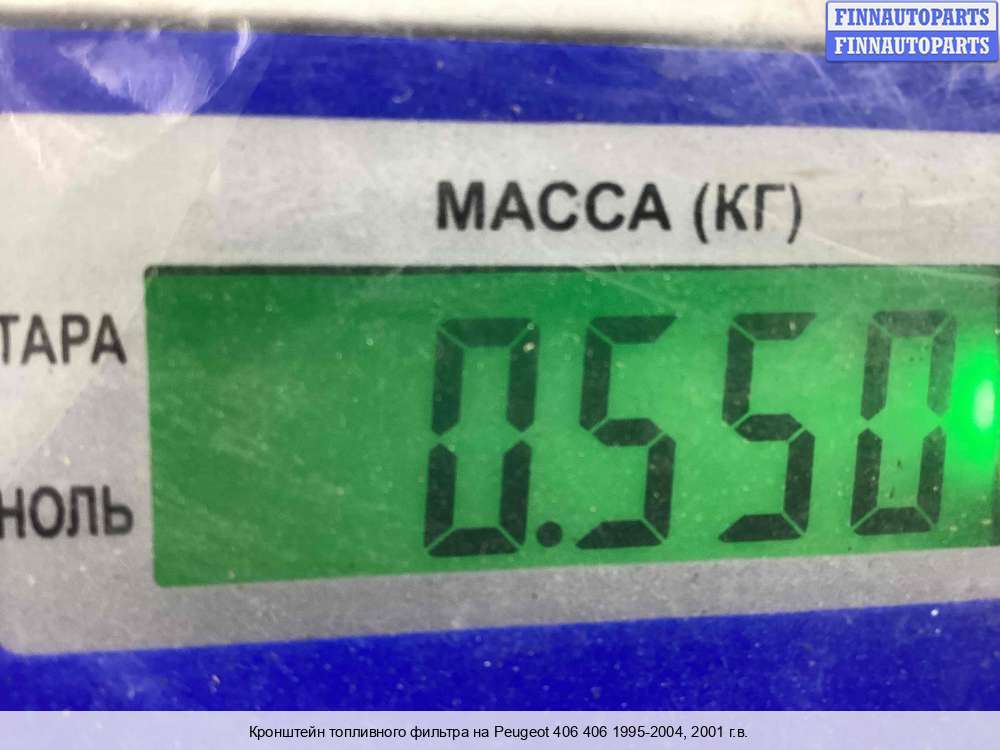 FINNAUTOPARTS
FINNAUTOPARTS
МАССА (КГ)
ТАРА
0.550
НОЛЬ
Кронштейн топливного фильтра на Peugeot 406 406 1995-2004, 2001 г.в.